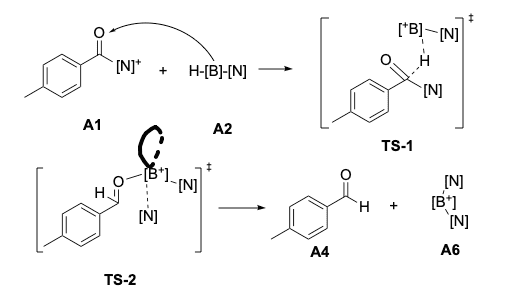 O
[N]⁺
+
H-[B]-[N]
A1
A2
‡
[⁺B]
[N]
H
O
[N]
TS-1
‡
[B⁺]
O
H
[N]
[N]
TS-2
O
H
A4
+
[N]
[B⁺]
[N]
A6